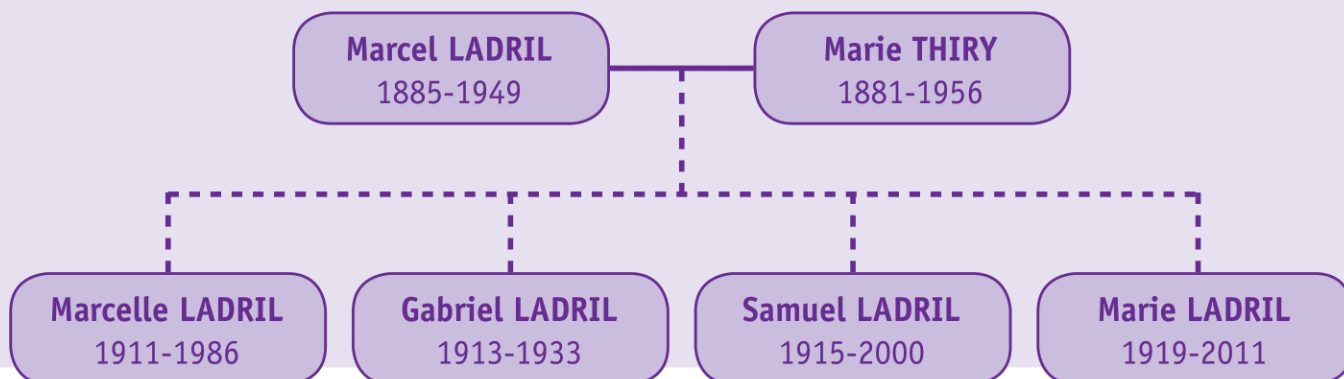 Marcel LADRIL
1885-1949
Marie THIRY
1881-1956
Marcelle LADRIL
1911-1986
Gabriel LADRIL
1913-1933
Samuel LADRIL
1915-2000
Marie LADRIL
1919-2011